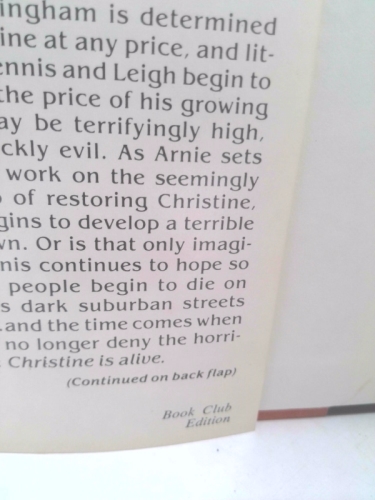 ingham is determined
ine at any price, and lit-
ennis and Leigh begin to
the price of his growing
ay be terrifyingly high,
ckly evil. As Arnie sets
work on the seemingly
of restoring Christine,
gins to develop a terrible
wn. Or is that only imagi-
nis continues to hope so
people begin to die on
s dark suburban streets
.and the time comes when
no longer deny the horri-
Christine is alive.
(Continued on back flap)
Book Club
Edition